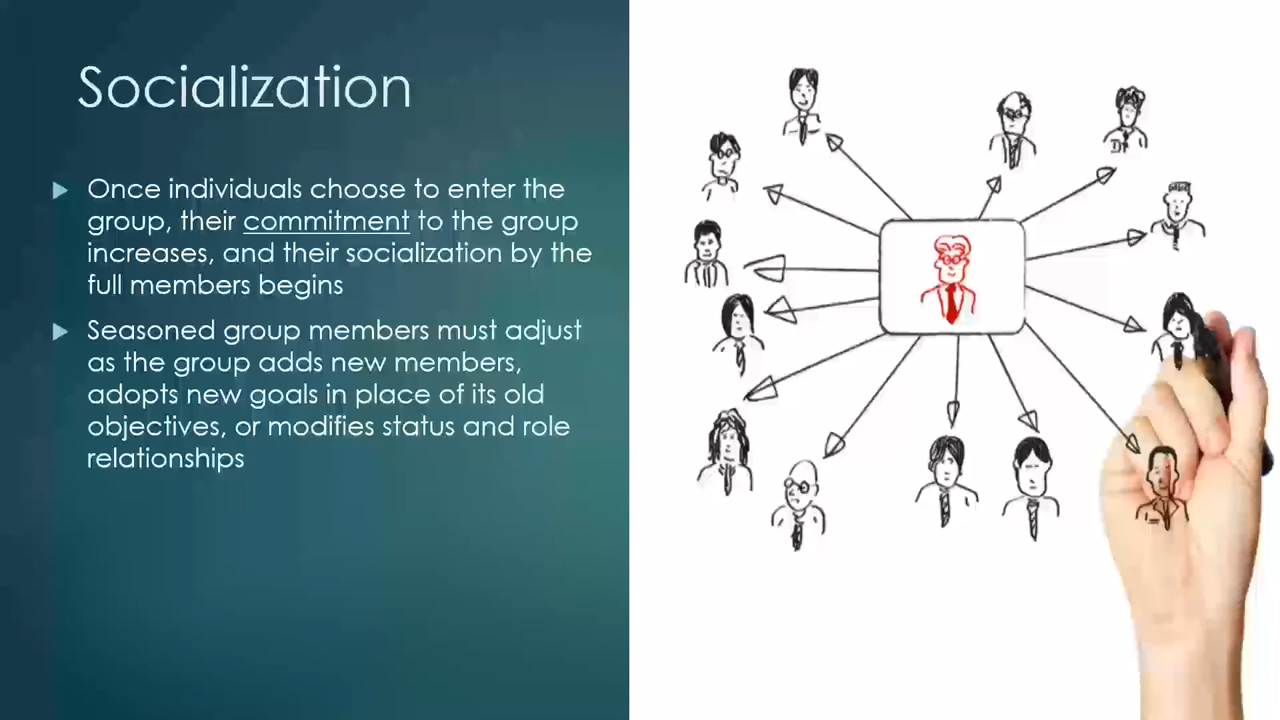 Socialization
Once individuals choose to enter the
group, their commitment to the group
increases, and their socialization by the
full members begins
Seasoned group members must adjust
as the group adds new members,
adopts new goals in place of its old
objectives, or modifies status and role
relationships